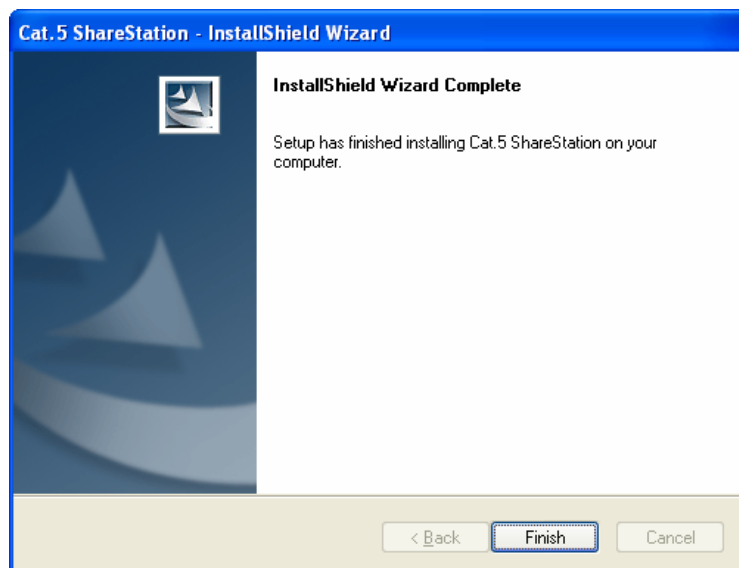 Cat.5 ShareStation - InstallShield Wizard
InstallShield Wizard Complete
Setup has finished installing Cat.5 ShareStation on your
computer.
< Back
Finish
Cancel